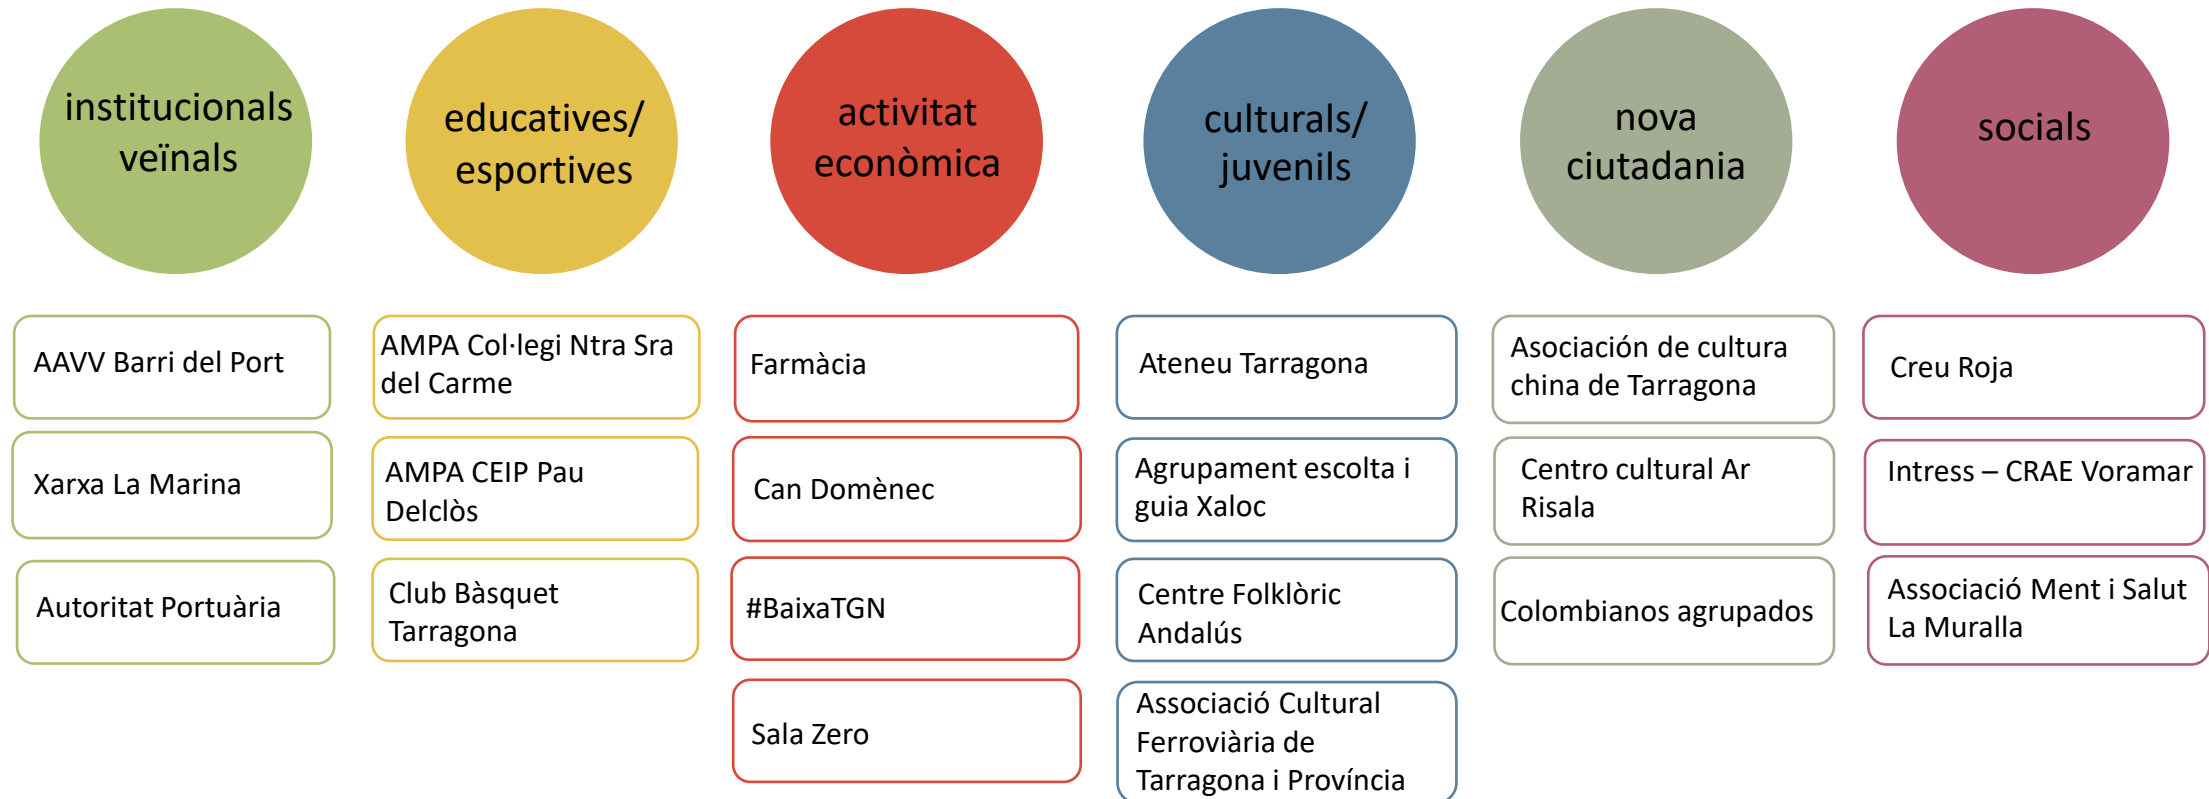 institucionals
veïnals
educatives/
esportives
activitat
econòmica
culturals/
juvenils
nova
ciutadania
socials
AAVV Barri del Port
AMPA Col·legi Ntra Sra
del Carme
Farmàcia
Ateneu Tarragona
Asociación de cultura
china de Tarragona
Creu Roja
Xarxa La Marina
AMPA CEIP Pau
Delclòs
Can Domènec
Agrupament escolta i
guia Xaloc
Centro cultural Ar
Risala
Intress – CRAE Voramar
Autoritat Portuària
Club Bàsquet
Tarragona
#BaixaTGN
Centre Folklòric
Andalús
Colombianos agrupados
Associació Ment i Salut
La Muralla
Sala Zero
Associació Cultural
Ferroviària de
Tarragona i Província